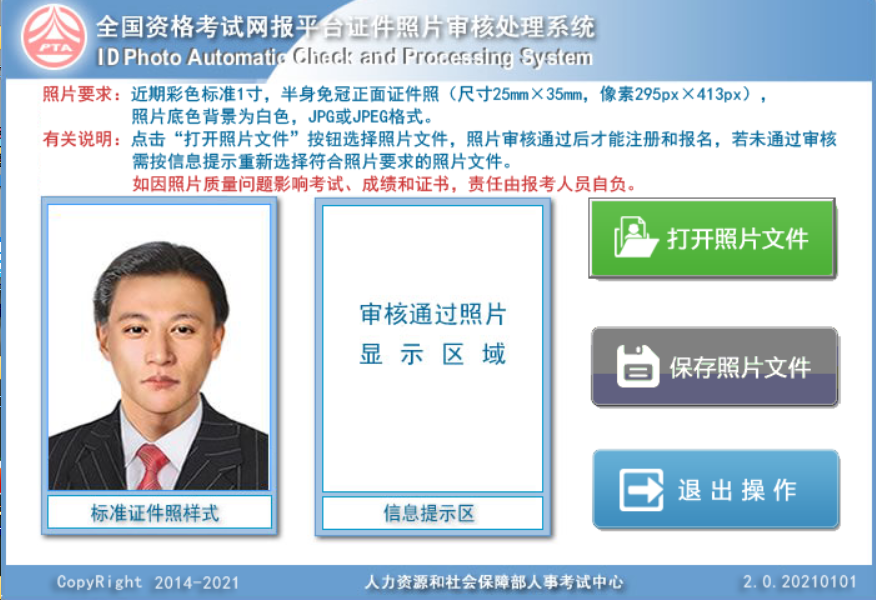 PTA
全国资格考试网报平台证件照片审核处理系统
ID Photo Automatic Check and Processing System
照片要求：近期彩色标准1寸，半身免冠正面证件照（尺寸25mm×35mm，像素295px×413px），
照片底色背景为白色，JPG或JPEG格式。
有关说明：点击“打开照片文件”按钮选择照片文件，照片审核通过后才能注册和报名，若未通过审核
需按信息提示重新选择符合照片要求的照片文件。
如因照片质量问题影响考试、成绩和证书，责任由报考人员自负。
打开照片文件
审核通过照片
显示区域
保存照片文件
退出操作
标准证件照样式
信息提示区
CopyRight 2014-2021
人力资源和社会保障部人事考试中心
2.0.20210101